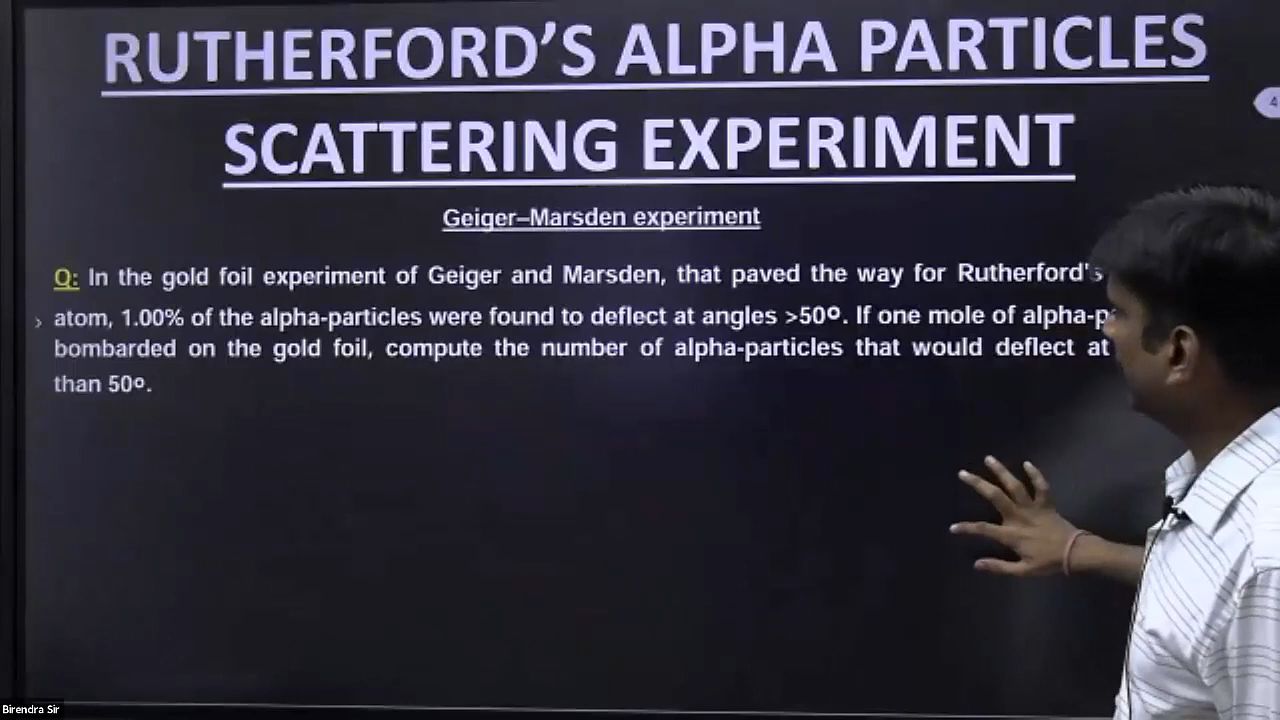 RUTHERFORD’S ALPHA PARTICLES
SCATTERING EXPERIMENT
4
Geiger–Marsden experiment
Q: In the gold foil experiment of Geiger and Marsden, that paved the way for Rutherford's
atom, 1.00% of the alpha-particles were found to deflect at angles >50º. If one mole of
bombarded on the gold foil, compute the number of alpha-particles that would deflect at
than 50º.
Birendra Sir